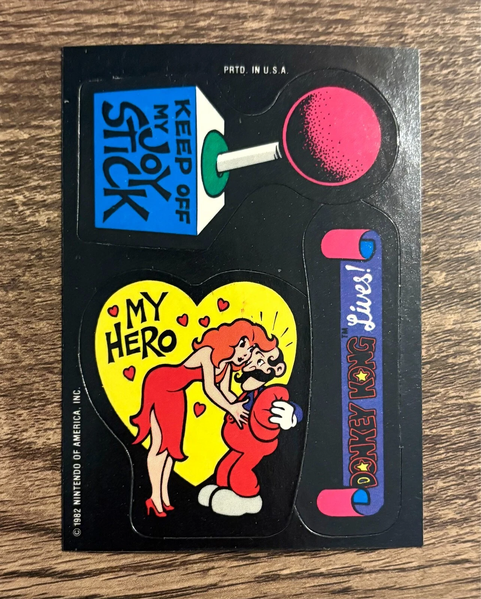 PRTD. IN U.S.A.
KEEP OFF
MY JOY
STICK
MY
HERO
DONKEY KONG™ Lives!
© 1982 NINTENDO OF AMERICA, INC.